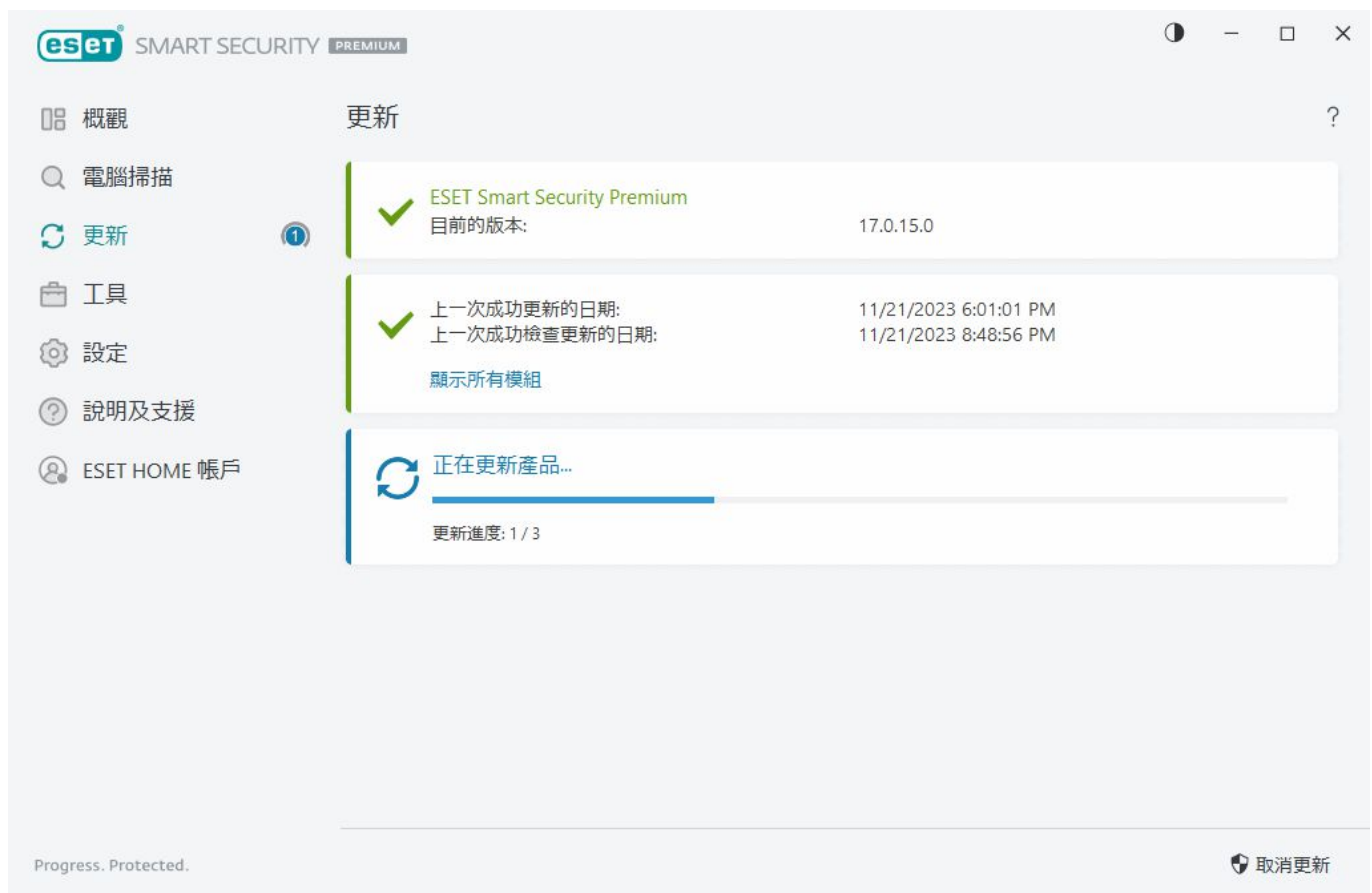 eset® SMART SECURITY PREMIUM
概觀
電腦掃描
更新 1
工具
設定
說明及支援
ESET HOME 帳戶
更新 ?
ESET Smart Security Premium
目前的版本: 17.0.15.0
上一次成功更新的日期: 11/21/2023 6:01:01 PM
上一次成功檢查更新的日期: 11/21/2023 8:48:56 PM
顯示所有模組
正在更新產品...
更新進度: 1 / 3
Progress. Protected.
取消更新